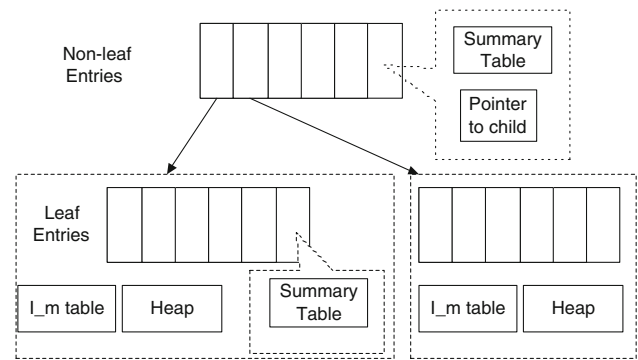 Non-leaf
Entries
Summary
Table
Pointer
to child
Leaf
Entries
I_m table
Heap
Summary
Table
I_m table
Heap